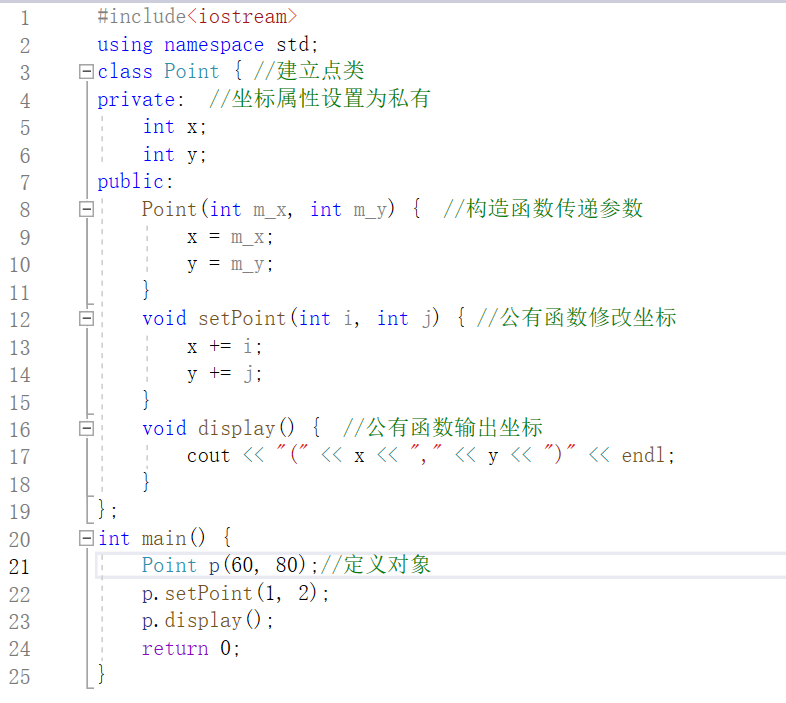 1 #include<iostream>
2 using namespace std;
3 class Point { //建立点类
4 private:  //坐标属性设置为私有
5     int x;
6     int y;
7 public:
8     Point(int m_x, int m_y) {  //构造函数传递参数
9         x = m_x;
10         y = m_y;
11     }
12     void setPoint(int i, int j) { //公有函数修改坐标
13         x += i;
14         y += j;
15     }
16     void display() {  //公有函数输出坐标
17         cout << "(" << x << "," << y << ")" << endl;
18     }
19 };
20 int main() {
21     Point p(60, 80);//定义对象
22     p.setPoint(1, 2);
23     p.display();
24     return 0;
25 }